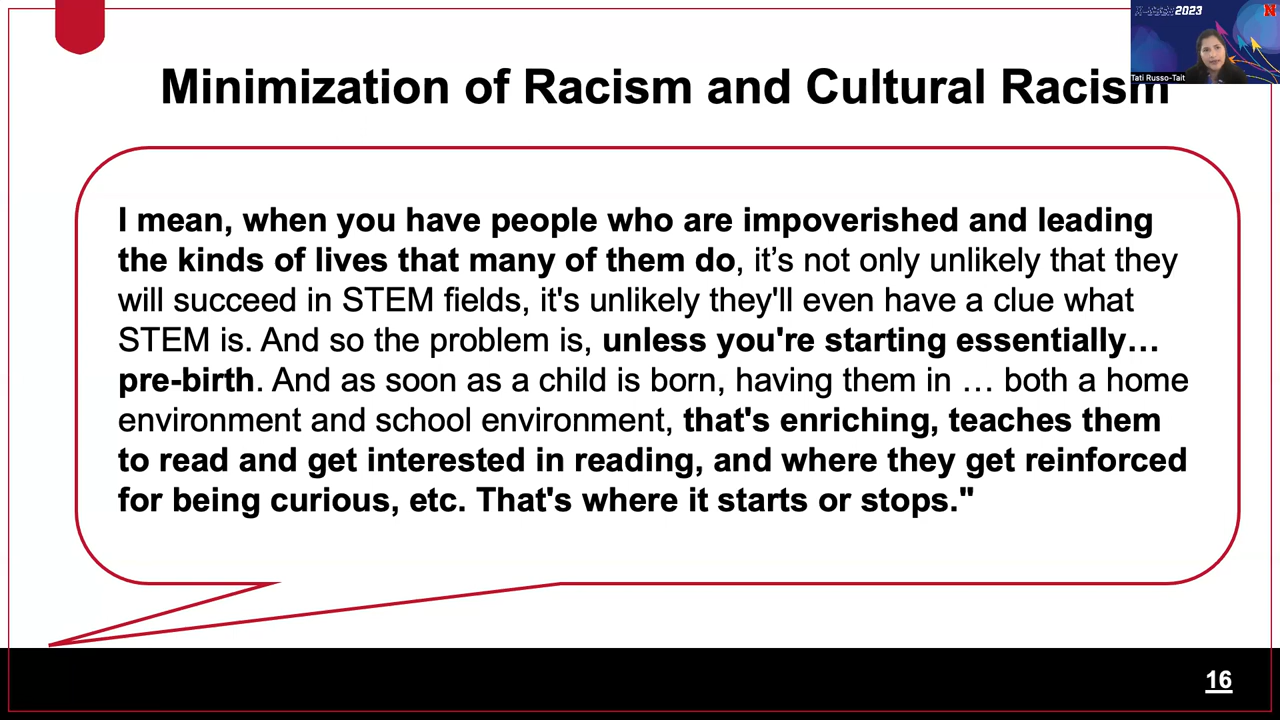 2023
N
Tati Russo-Tait
Minimization of Racism and Cultural Racism
I mean, when you have people who are impoverished and leading
the kinds of lives that many of them do, it’s not only unlikely that they
will succeed in STEM fields, it's unlikely they'll even have a clue what
STEM is. And so the problem is, unless you're starting essentially…
pre-birth. And as soon as a child is born, having them in … both a home
environment and school environment, that's enriching, teaches them
to read and get interested in reading, and where they get reinforced
for being curious, etc. That's where it starts or stops."
16